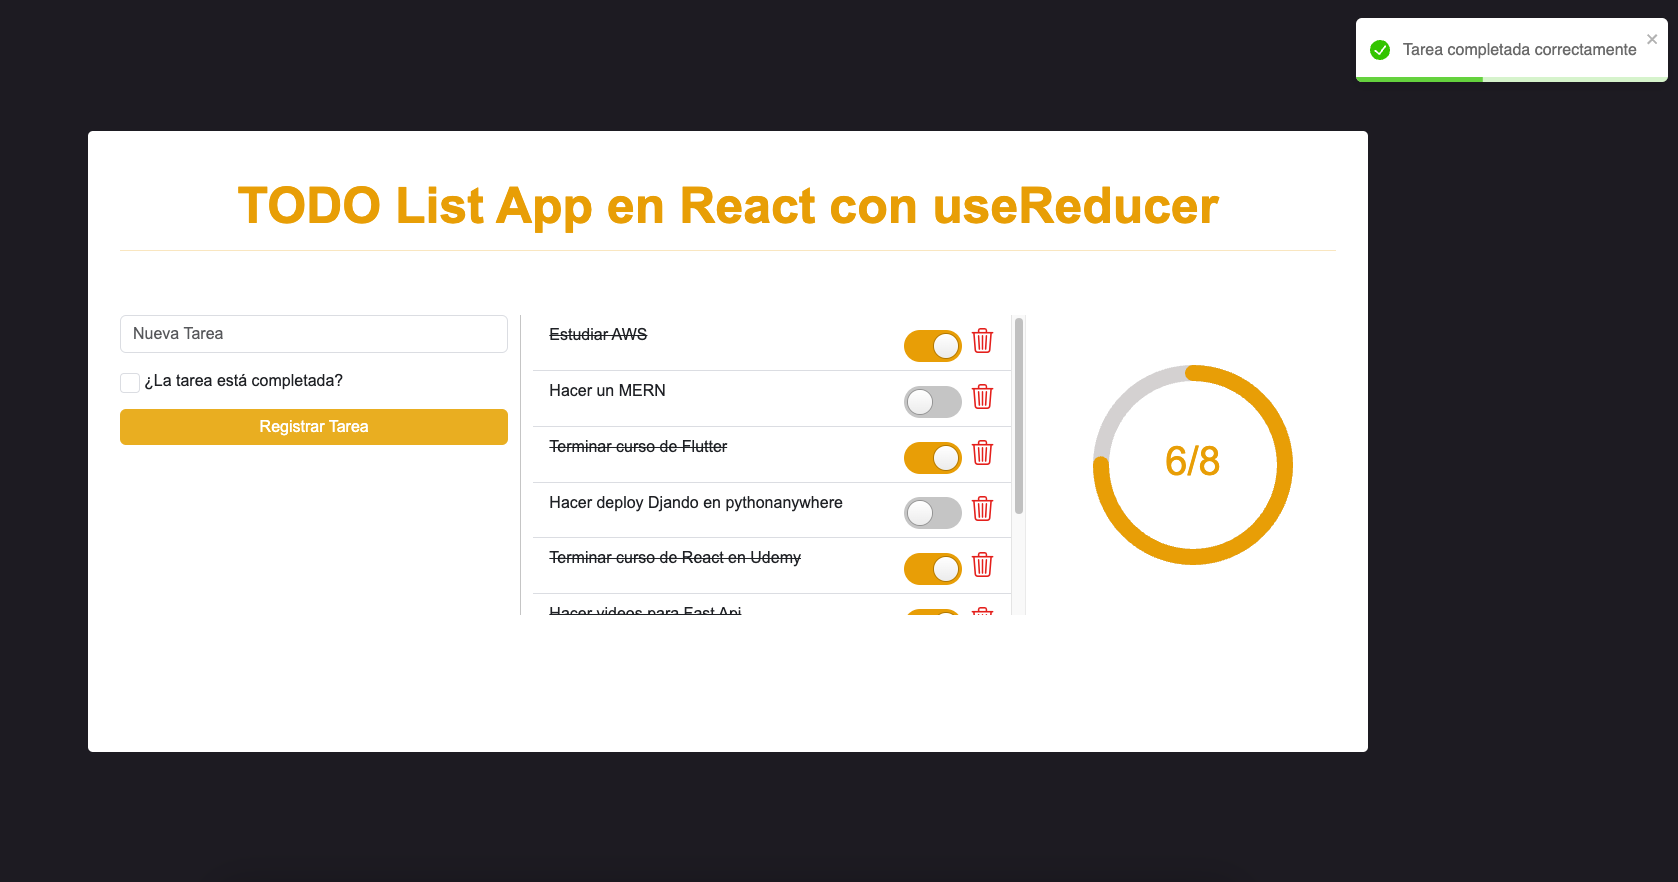 Tarea completada correctamente
TODO List App en React con useReducer
Nueva Tarea
¿La tarea está completada?
Registrar Tarea
Estudiar AWS
Hacer un MERN
Terminar curso de Flutter
Hacer deploy Djando en pythonanywhere
Terminar curso de React en Udemy
Hacer videos para Fast Api
6/8